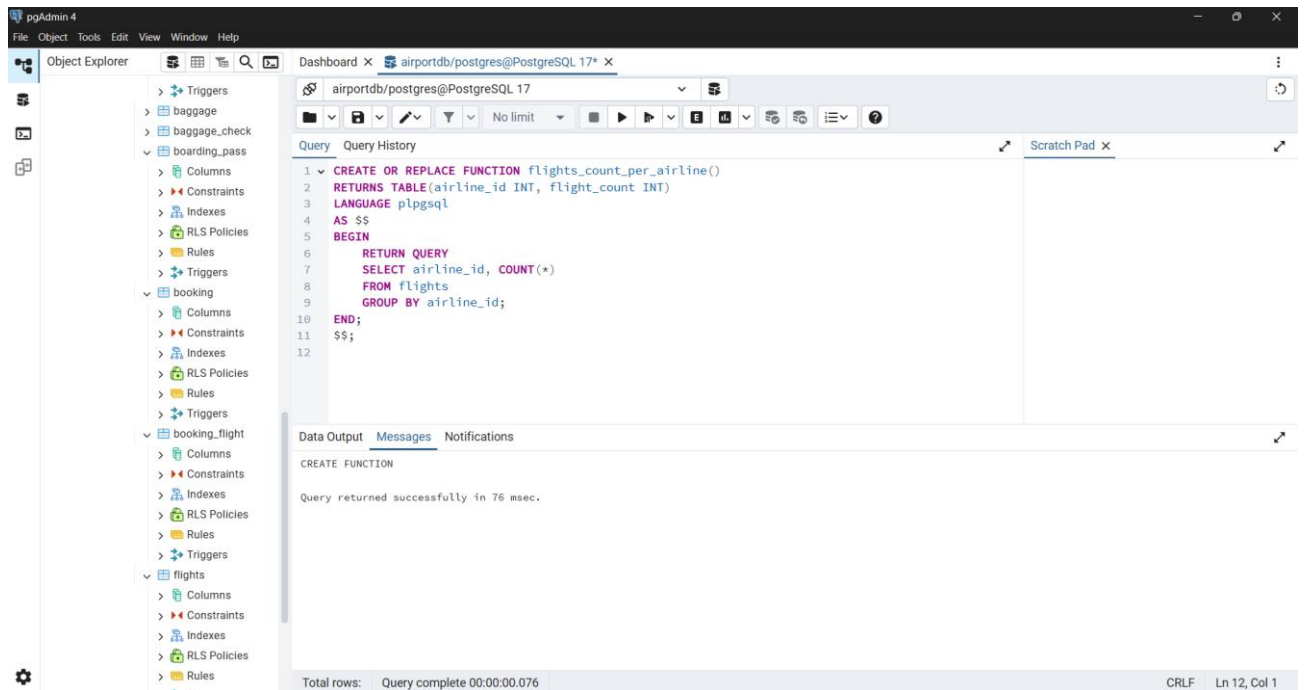 pgAdmin 4
File Object Tools Edit View Window Help
Object Explorer
Triggers
baggage
baggage_check
boarding_pass
Columns
Constraints
Indexes
RLS Policies
Rules
Triggers
booking
Columns
Constraints
Indexes
RLS Policies
Rules
Triggers
booking_flight
Columns
Constraints
Indexes
RLS Policies
Rules
Triggers
flights
Columns
Constraints
Indexes
RLS Policies
Rules
Dashboard airportdb/postgres@PostgreSQL 17*
airportdb/postgres@PostgreSQL 17
No limit
Query Query History
Scratch Pad
1 CREATE OR REPLACE FUNCTION flights_count_per_airline()
2 RETURNS TABLE(airline_id INT, flight_count INT)
3 LANGUAGE plpgsql
4 AS $$
5 BEGIN
6 RETURN QUERY
7 SELECT airline_id, COUNT(*)
8 FROM flights
9 GROUP BY airline_id;
10 END;
11 $$;
12
Data Output Messages Notifications
CREATE FUNCTION
Query returned successfully in 76 msec.
Total rows: Query complete 00:00:00.076 CRLF Ln 12, Col 1